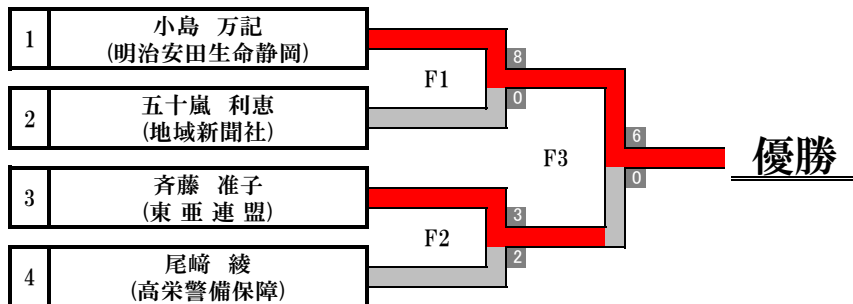 1
小島 万記
(明治安田生命静岡)
F1
8
0
2
五十嵐 利恵
(地域新聞社)
F3
6
0
優勝
3
斉藤 准子
(東 亜 連 盟)
F2
3
2
4
尾﨑 綾
(高栄警備保障)